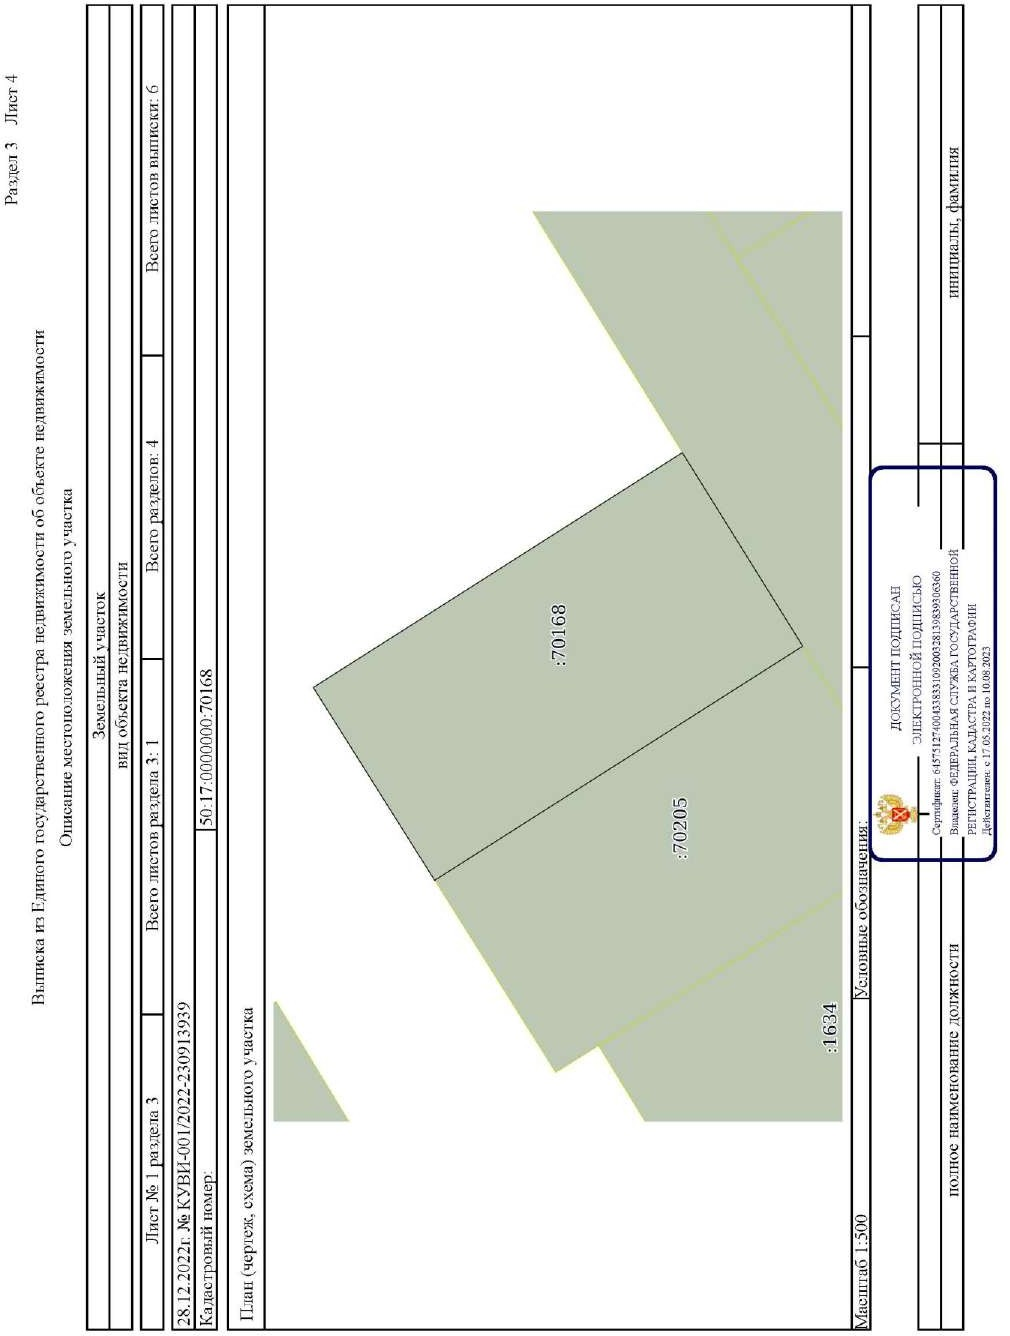 Раздел 3 Лист 4
Выписка из Единого государственного реестра недвижимости об объекте недвижимости
Описание местоположения земельного участка
Земельный участок
вид объекта недвижимости
Лист № 1 раздела 3
Всего листов раздела 3: 1
Всего разделов: 4
Всего листов выписки: 6
28.12.2022г. № КУВИ-001/2022-230913939
Кадастровый номер:
50:17:0000000:70168
План (чертеж, схема) земельного участка
:70168
:70205
:1634
Масштаб 1:500
Условные обозначения:
ДОКУМЕНТ ПОДПИСАН
ЭЛЕКТРОННОЙ ПОДПИСЬЮ
Сертификат: 64575127400433833109200328139839306360
Владелец: ФЕДЕРАЛЬНАЯ СЛУЖБА ГОСУДАРСТВЕННОЙ
РЕГИСТРАЦИИ, КАДАСТРА И КАРТОГРАФИИ
Действителен: с 17.05.2022 по 10.08.2023
полное наименование должности
инициалы, фамилия